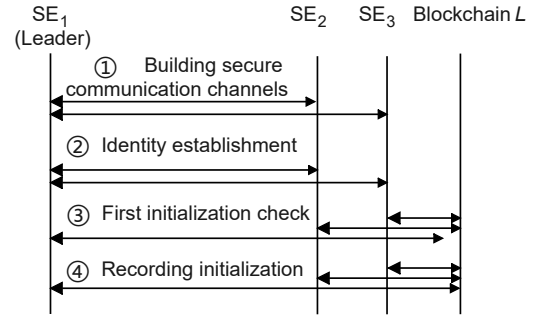 SE1 SE2 SE3 Blockchain L
(Leader)
① Building secure
communication channels
② Identity establishment
③ First initialization check
④ Recording initialization